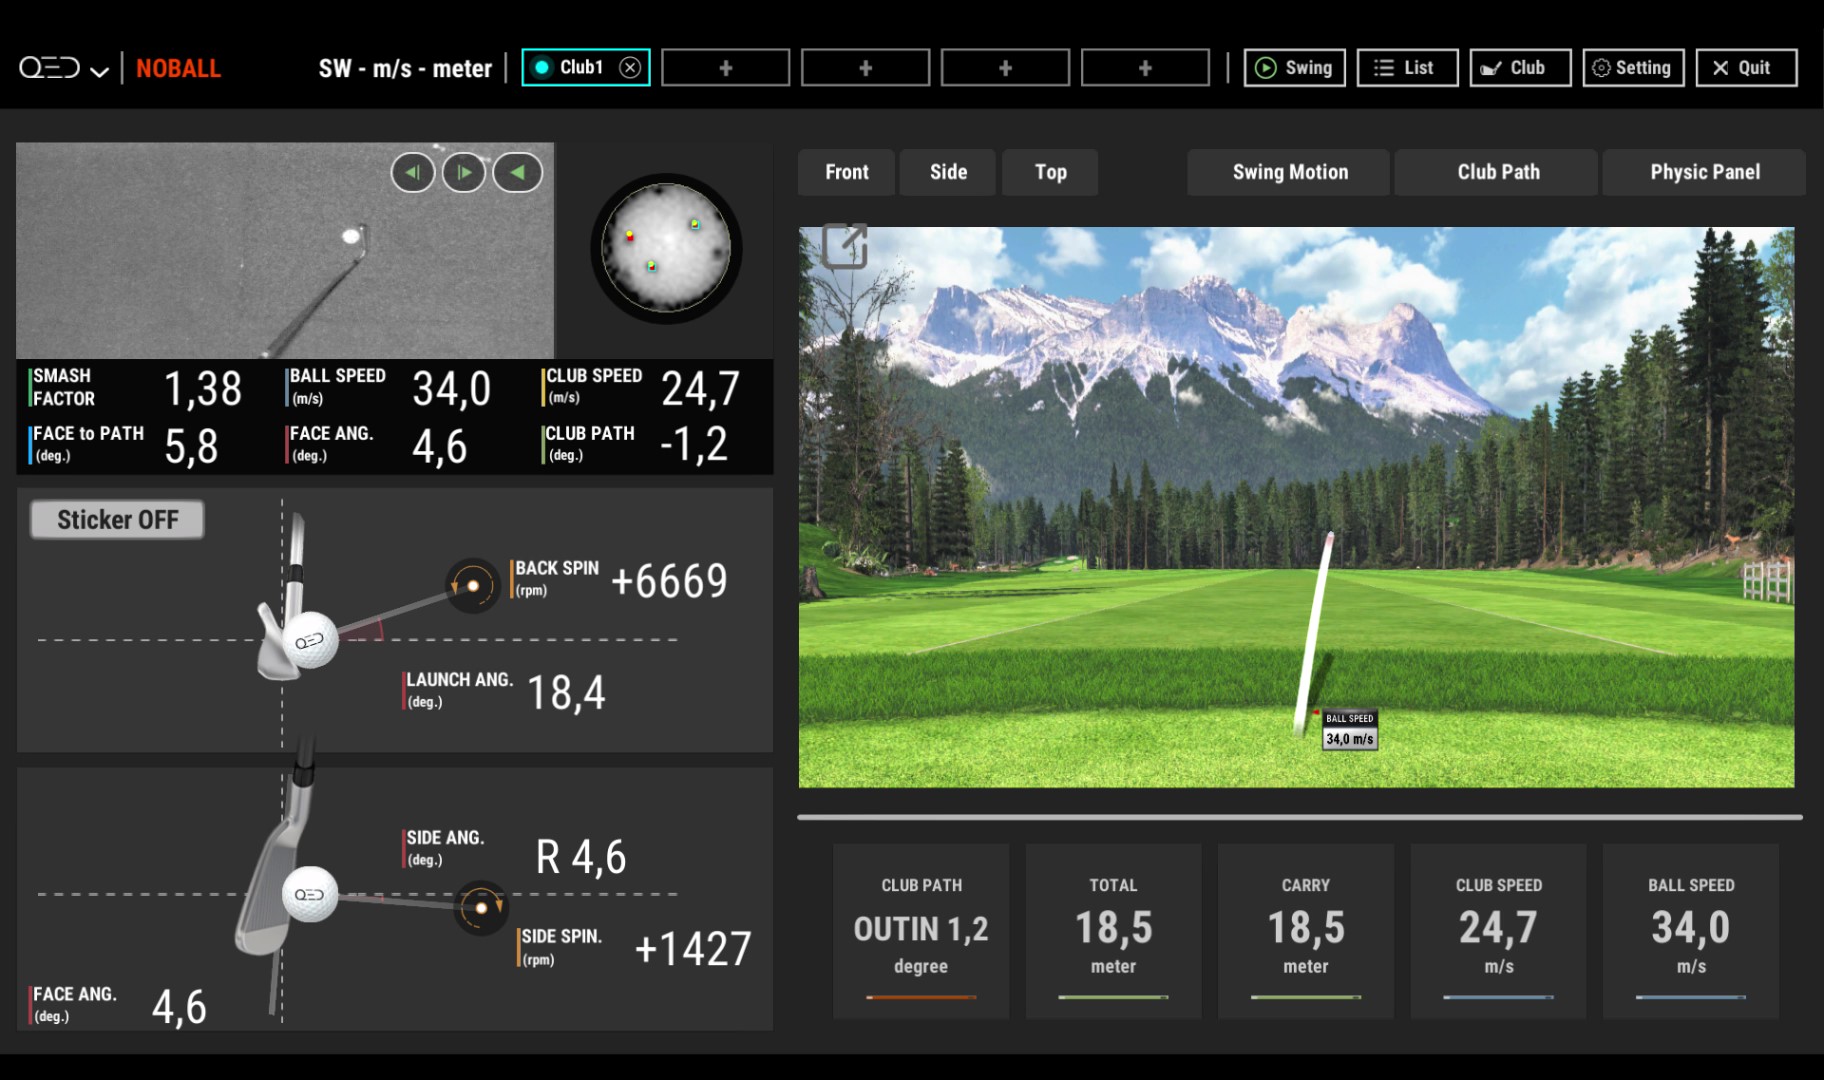 QED NOBALL SW - m/s - meter Club1 + + + + Swing List Club Setting Quit
Front Side Top Swing Motion Club Path Physic Panel
SMASH FACTOR 1,38
BALL SPEED (m/s) 34,0
CLUB SPEED (m/s) 24,7
FACE to PATH (deg.) 5,8
FACE ANG. (deg.) 4,6
CLUB PATH (deg.) -1,2
Sticker OFF
BACK SPIN (rpm) +6669
QED
LAUNCH ANG. (deg.) 18,4
SIDE ANG. (deg.) R 4,6
QED
SIDE SPIN. (rpm) +1427
FACE ANG. (deg.) 4,6
BALL SPEED
34,0 m/s
CLUB PATH
OUTIN 1,2
degree
TOTAL
18,5
meter
CARRY
18,5
meter
CLUB SPEED
24,7
m/s
BALL SPEED
34,0
m/s